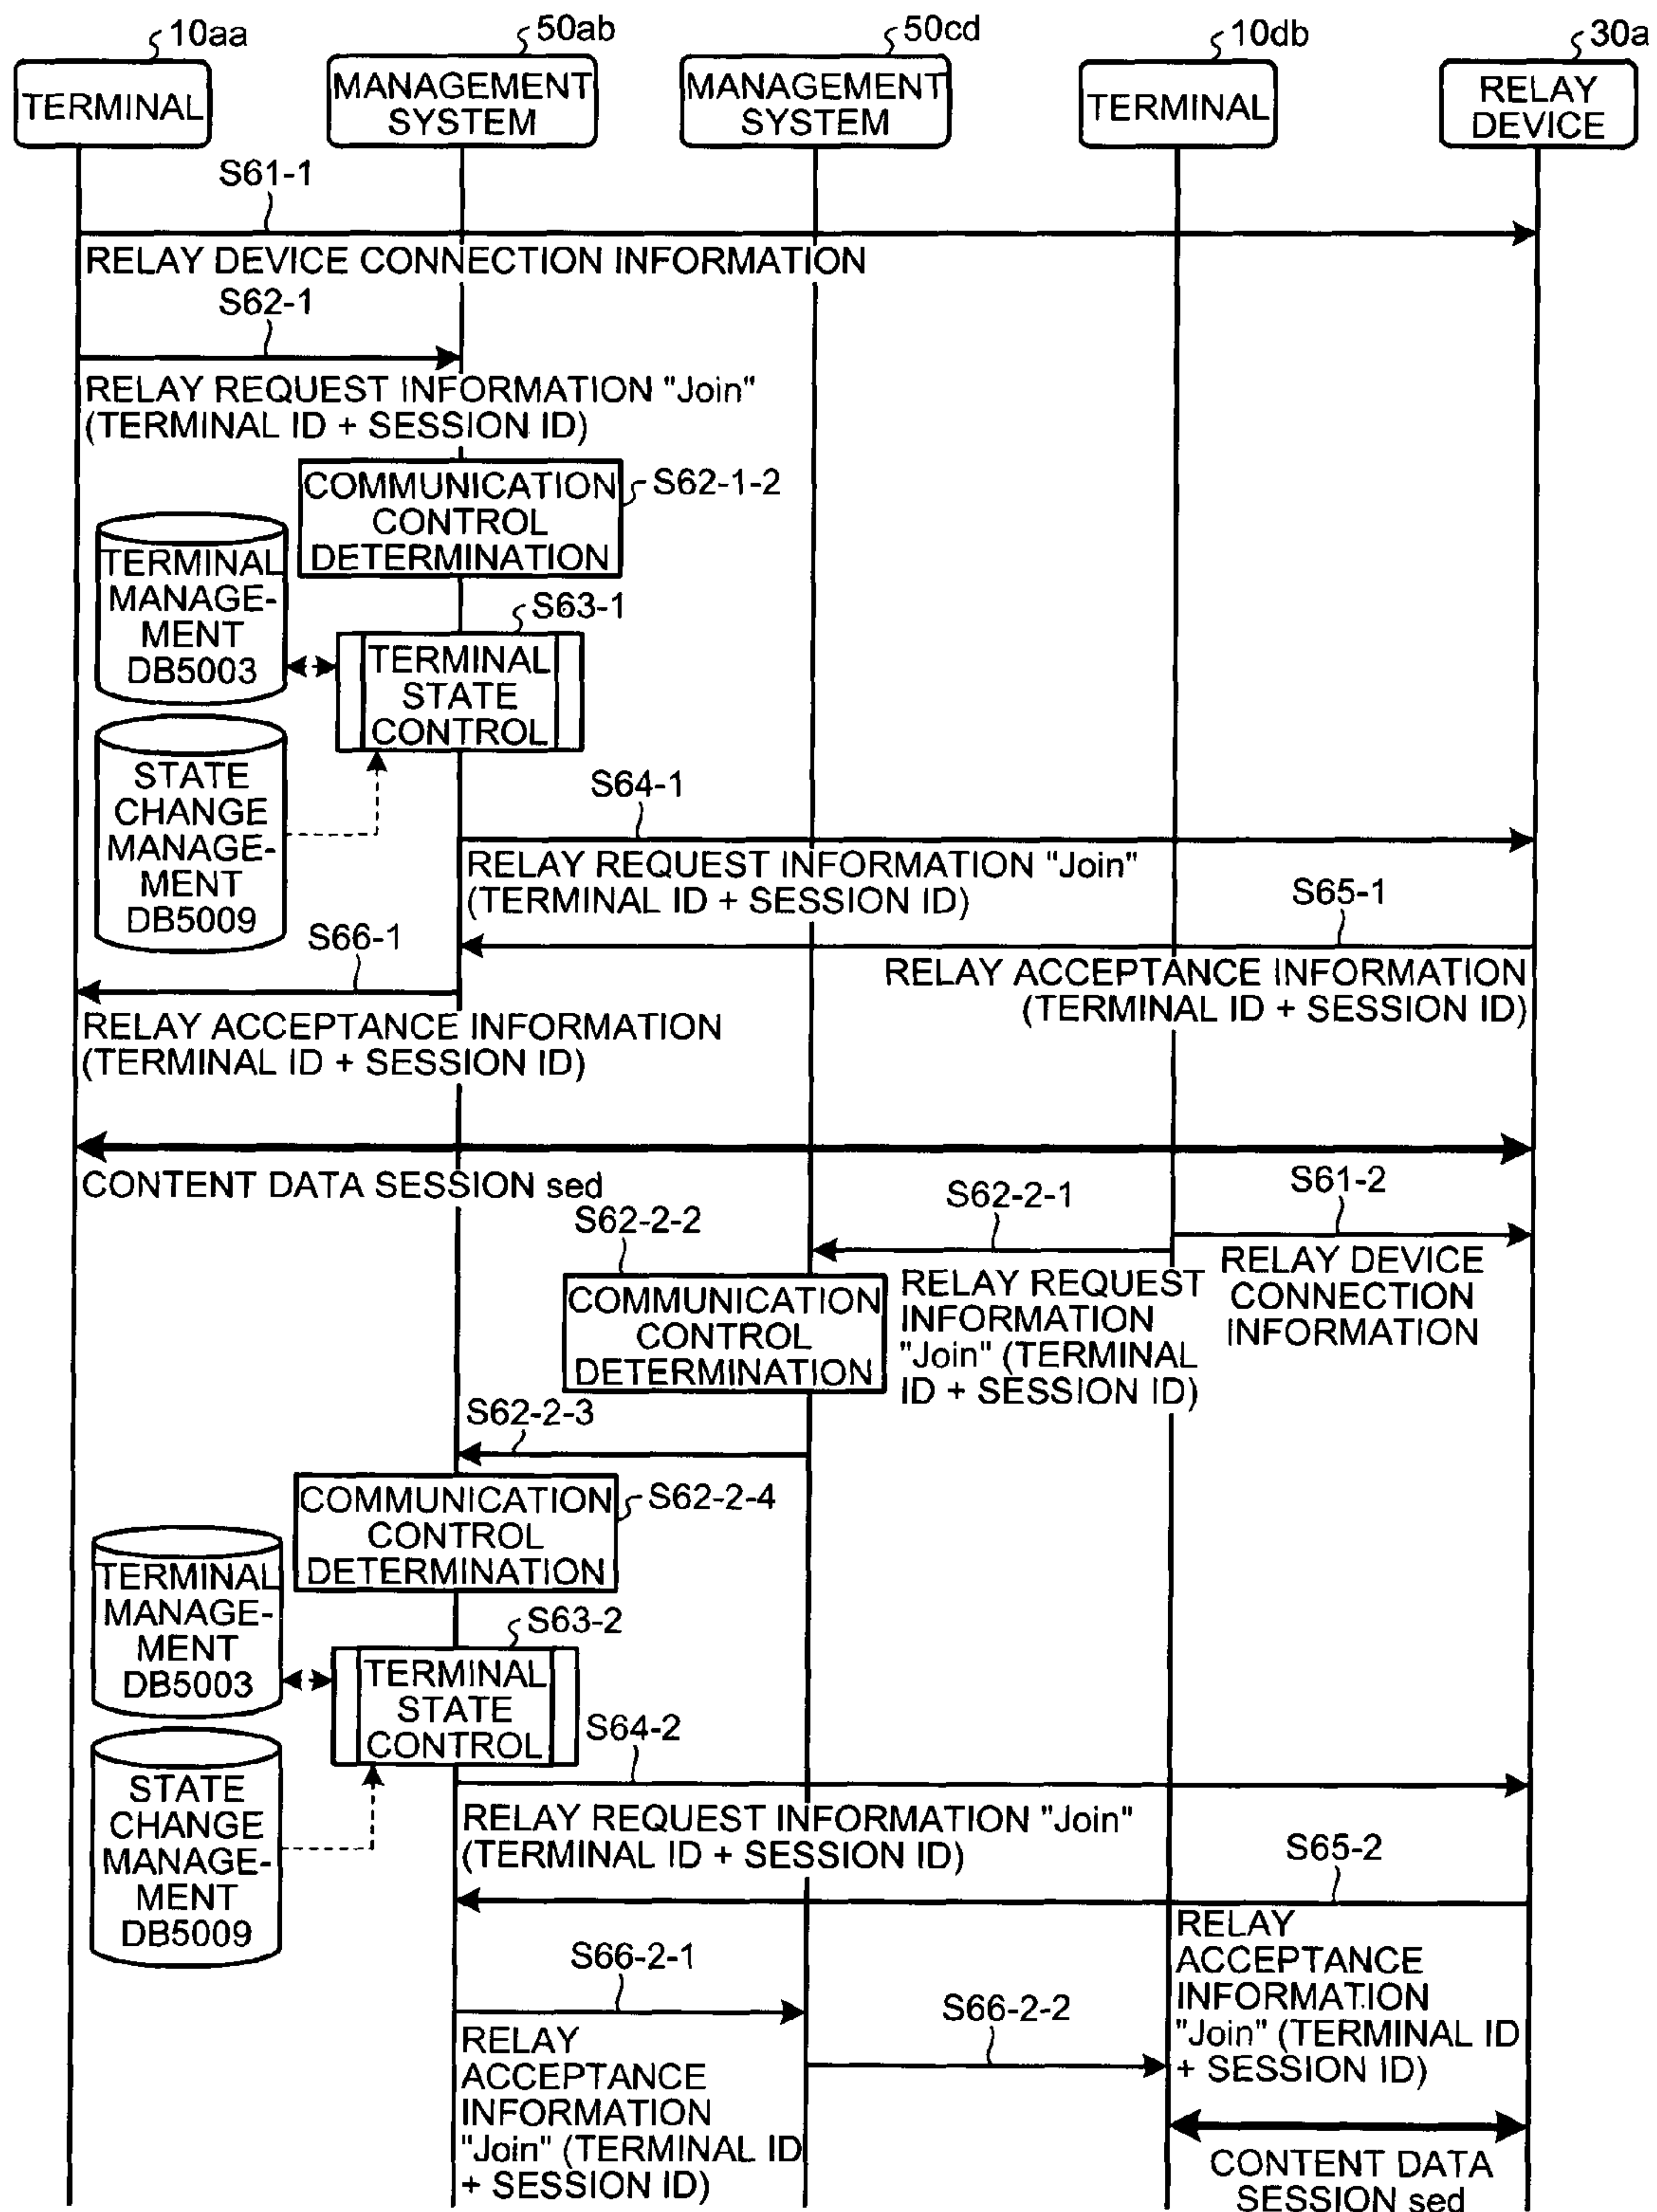 10aa
50ab
50cd
10db
30a
TERMINAL
MANAGEMENT
SYSTEM
MANAGEMENT
SYSTEM
TERMINAL
RELAY
DEVICE
S61-1
RELAY DEVICE CONNECTION INFORMATION
S62-1
RELAY REQUEST INFORMATION "Join"
(TERMINAL ID + SESSION ID)
COMMUNICATION
CONTROL
DETERMINATION
S62-1-2
TERMINAL
MANAGE-
MENT
DB5003
S63-1
TERMINAL
STATE
CONTROL
STATE
CHANGE
MANAGE-
MENT
DB5009
S64-1
RELAY REQUEST INFORMATION "Join"
(TERMINAL ID + SESSION ID)
S65-1
RELAY ACCEPTANCE INFORMATION
(TERMINAL ID + SESSION ID)
S66-1
RELAY ACCEPTANCE INFORMATION
(TERMINAL ID + SESSION ID)
CONTENT DATA SESSION sed
S61-2
RELAY DEVICE
CONNECTION
INFORMATION
S62-2-1
RELAY REQUEST
INFORMATION
"Join" (TERMINAL
ID + SESSION ID)
S62-2-2
COMMUNICATION
CONTROL
DETERMINATION
S62-2-3
COMMUNICATION
CONTROL
DETERMINATION
S62-2-4
TERMINAL
MANAGE-
MENT
DB5003
S63-2
TERMINAL
STATE
CONTROL
STATE
CHANGE
MANAGE-
MENT
DB5009
S64-2
RELAY REQUEST INFORMATION "Join"
(TERMINAL ID + SESSION ID)
S65-2
RELAY
ACCEPTANCE
INFORMATION
"Join" (TERMINAL ID
+ SESSION ID)
S66-2-1
RELAY
ACCEPTANCE
INFORMATION
"Join" (TERMINAL ID
+ SESSION ID)
S66-2-2
CONTENT DATA
SESSION sed